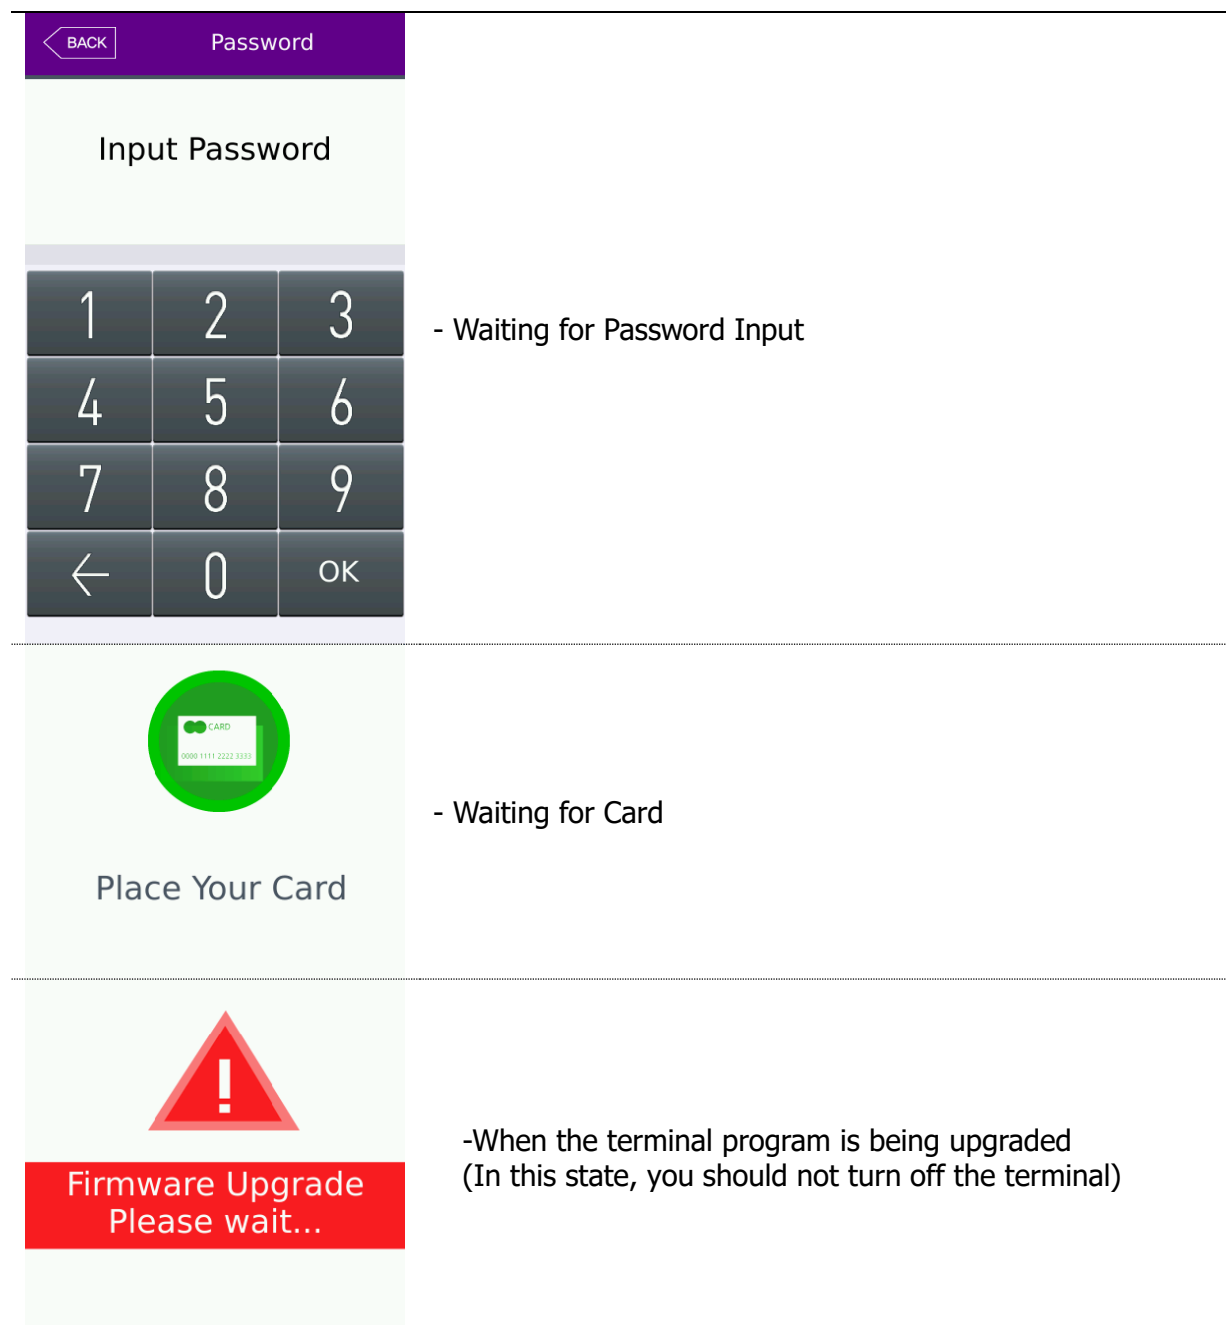 BACK Password
Input Password
1 2 3
- Waiting for Password Input
4 5 6
7 8 9
← 0 OK
CARD
0000 1111 2222 3333
- Waiting for Card
Place Your Card
!
-When the terminal program is being upgraded
(In this state, you should not turn off the terminal)
Firmware Upgrade
Please wait...